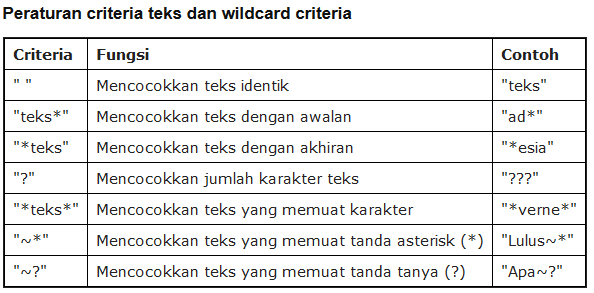 Peraturan criteria teks dan wildcard criteria
Criteria Fungsi Contoh
" " Mencocokkan teks identik "teks"
"teks*" Mencocokkan teks dengan awalan "ad*"
"*teks" Mencocokkan teks dengan akhiran "*esia"
"?" Mencocokkan jumlah karakter teks "???"
"*teks*" Mencocokkan teks yang memuat karakter "*verne*"
"~*" Mencocokkan teks yang memuat tanda asterisk (*) "Lulus~*"
"~?" Mencocokkan teks yang memuat tanda tanya (?) "Apa~?"